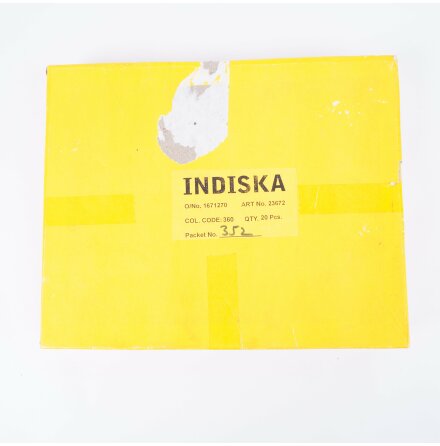 INDISKA
O/No. 1671270 ART No. 23672
COL. CODE: 360 QTY. 20 Pcs.
Packet No. 352